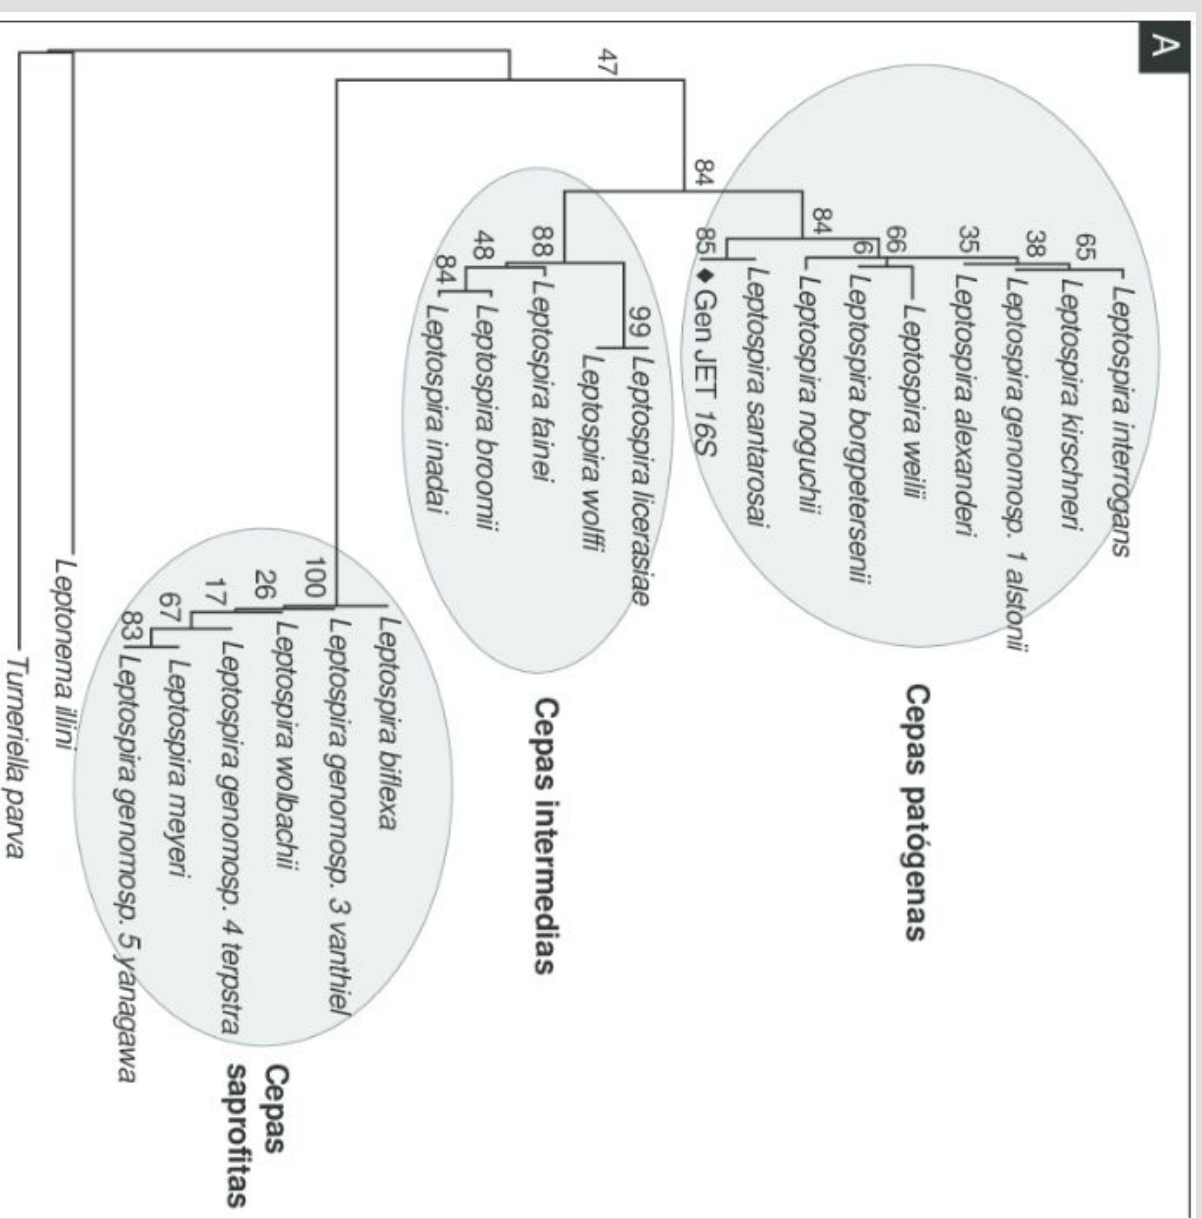 A
65
Leptospira interrogans
38
Leptospira kirschneri
35
Leptospira genomosp. 1 alstonii
Leptospira alexanderi
66
Leptospira weilii
6
Leptospira borgpetersenii
84
Leptospira noguchii
Leptospira santarosai
85
◆ Gen JET 16S
84
47
Cepas patógenas
99
Leptospira licerasiae
Leptospira wolffi
88
Leptospira fainei
48
Leptospira broomii
84
Leptospira inadai
Cepas intermedias
Leptospira biflexa
100
Leptospira genomosp. 3 vanthiel
26
Leptospira wolbachii
17
Leptospira genomosp. 4 terpstra
67
Leptospira meyeri
83
Leptospira genomosp. 5 yanagawa
Cepas
saprofitas
Leptonema illini
Turneriella parva